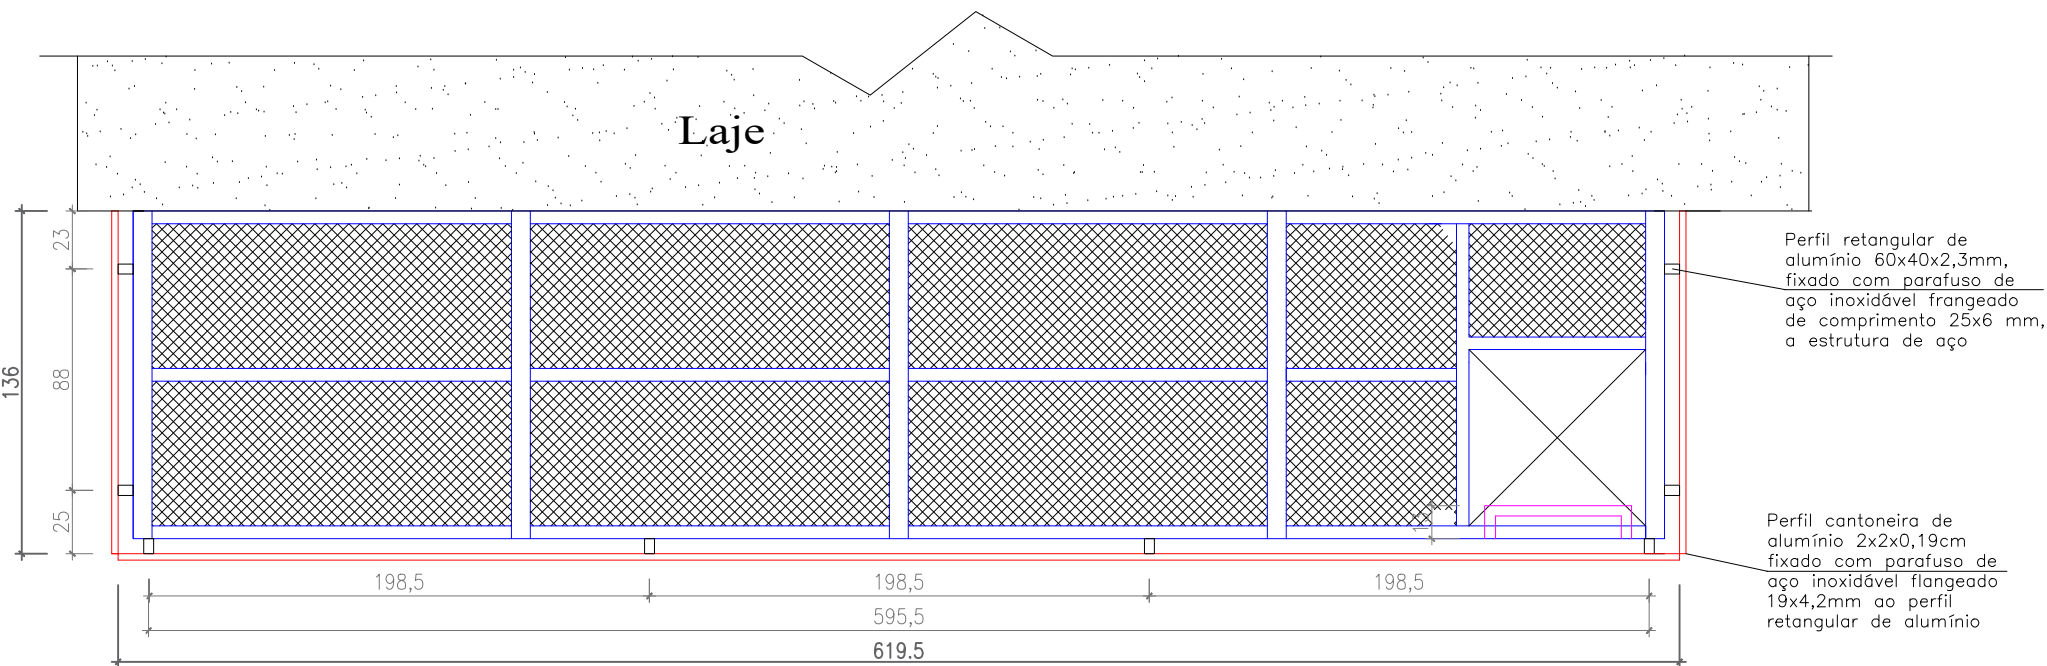 Laje
23
88
136
25
Perfil retangular de
alumínio 60x40x2,3mm,
fixado com parafuso de
aço inoxidável frangeado
de comprimento 25x6 mm,
a estrutura de aço
Perfil cantoneira de
alumínio 2x2x0,19cm
fixado com parafuso de
aço inoxidável flangeado
19x4,2mm ao perfil
retangular de alumínio
198,5
198,5
198,5
595,5
619.5